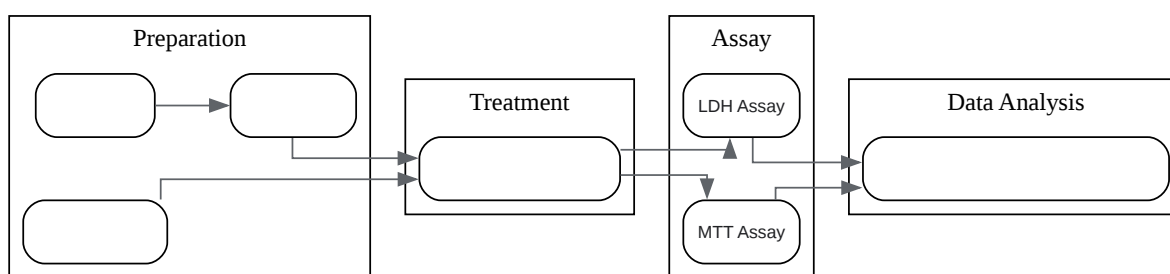 Preparation
Treatment
Assay
LDH Assay
MTT Assay
Data Analysis